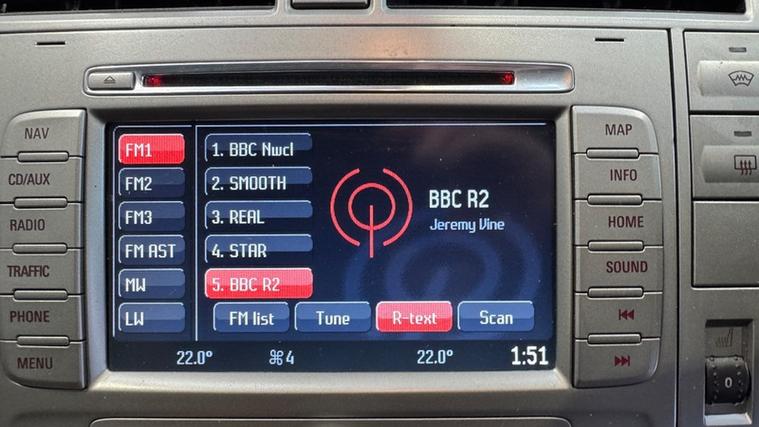 NAV
CD/AUX
RADIO
TRAFFIC
PHONE
MENU
FM1
FM2
FM3
FM AST
MW
LW
1. BBC Nwcl
2. SMOOTH
3. REAL
4. STAR
5. BBC R2
BBC R2
Jeremy Vine
FM list
Tune
R-text
Scan
22.0°
4
22.0°
1:51
MAP
INFO
HOME
SOUND
0